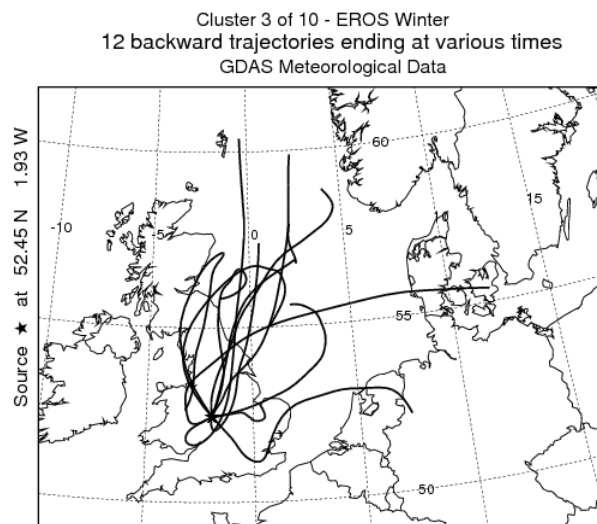 Cluster 3 of 10 - EROS Winter
12 backward trajectories ending at various times
GDAS Meteorological Data
Source ★ at 52.45 N 1.93 W
60
15
-10
-5
0
5
55
50